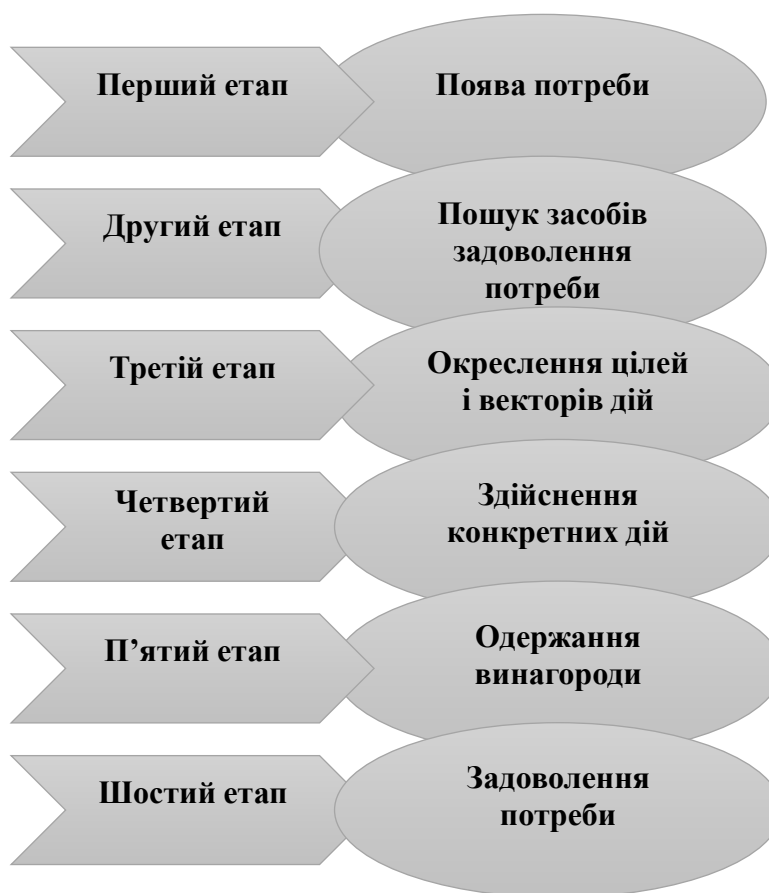 Перший етап
Поява потреби
Другий етап
Пошук засобів
задоволення
потреби
Третій етап
Окреслення цілей
і векторів дій
Четвертий
етап
Здійснення
конкретних дій
П’ятий етап
Одержання
винагороди
Шостий етап
Задоволення
потреби